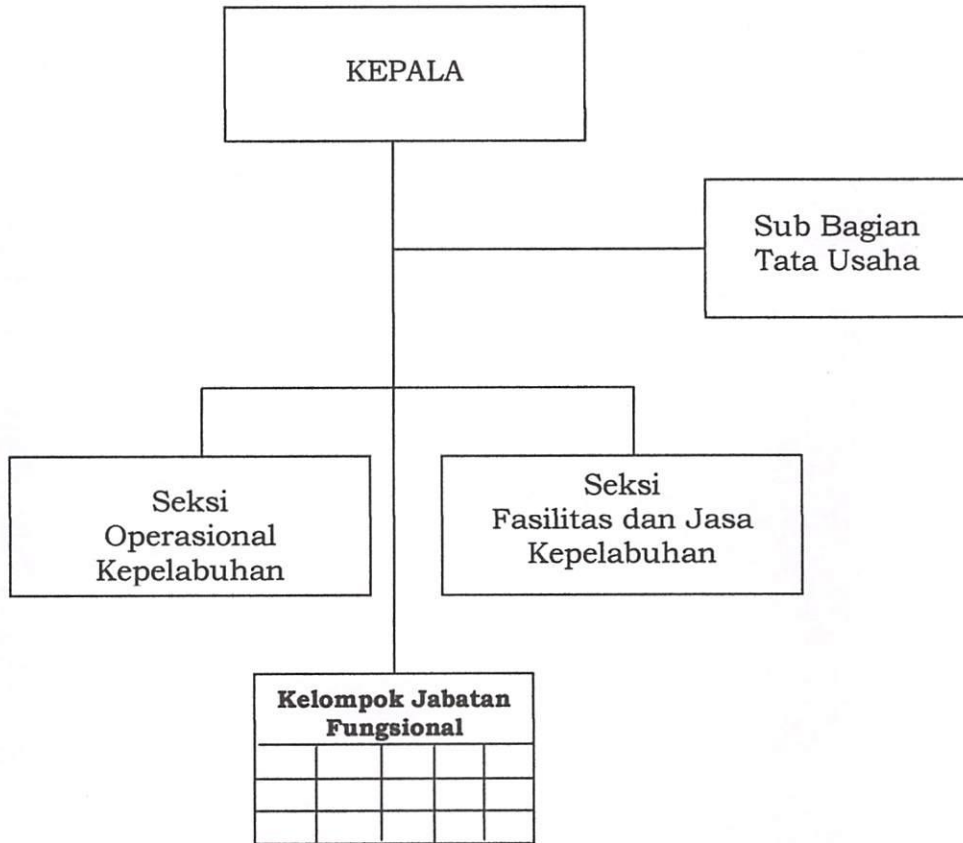 KEPALA
Sub Bagian
Tata Usaha
Seksi
Operasional
Kepelabuhan
Seksi
Fasilitas dan Jasa
Kepelabuhan
Kelompok Jabatan
Fungsional